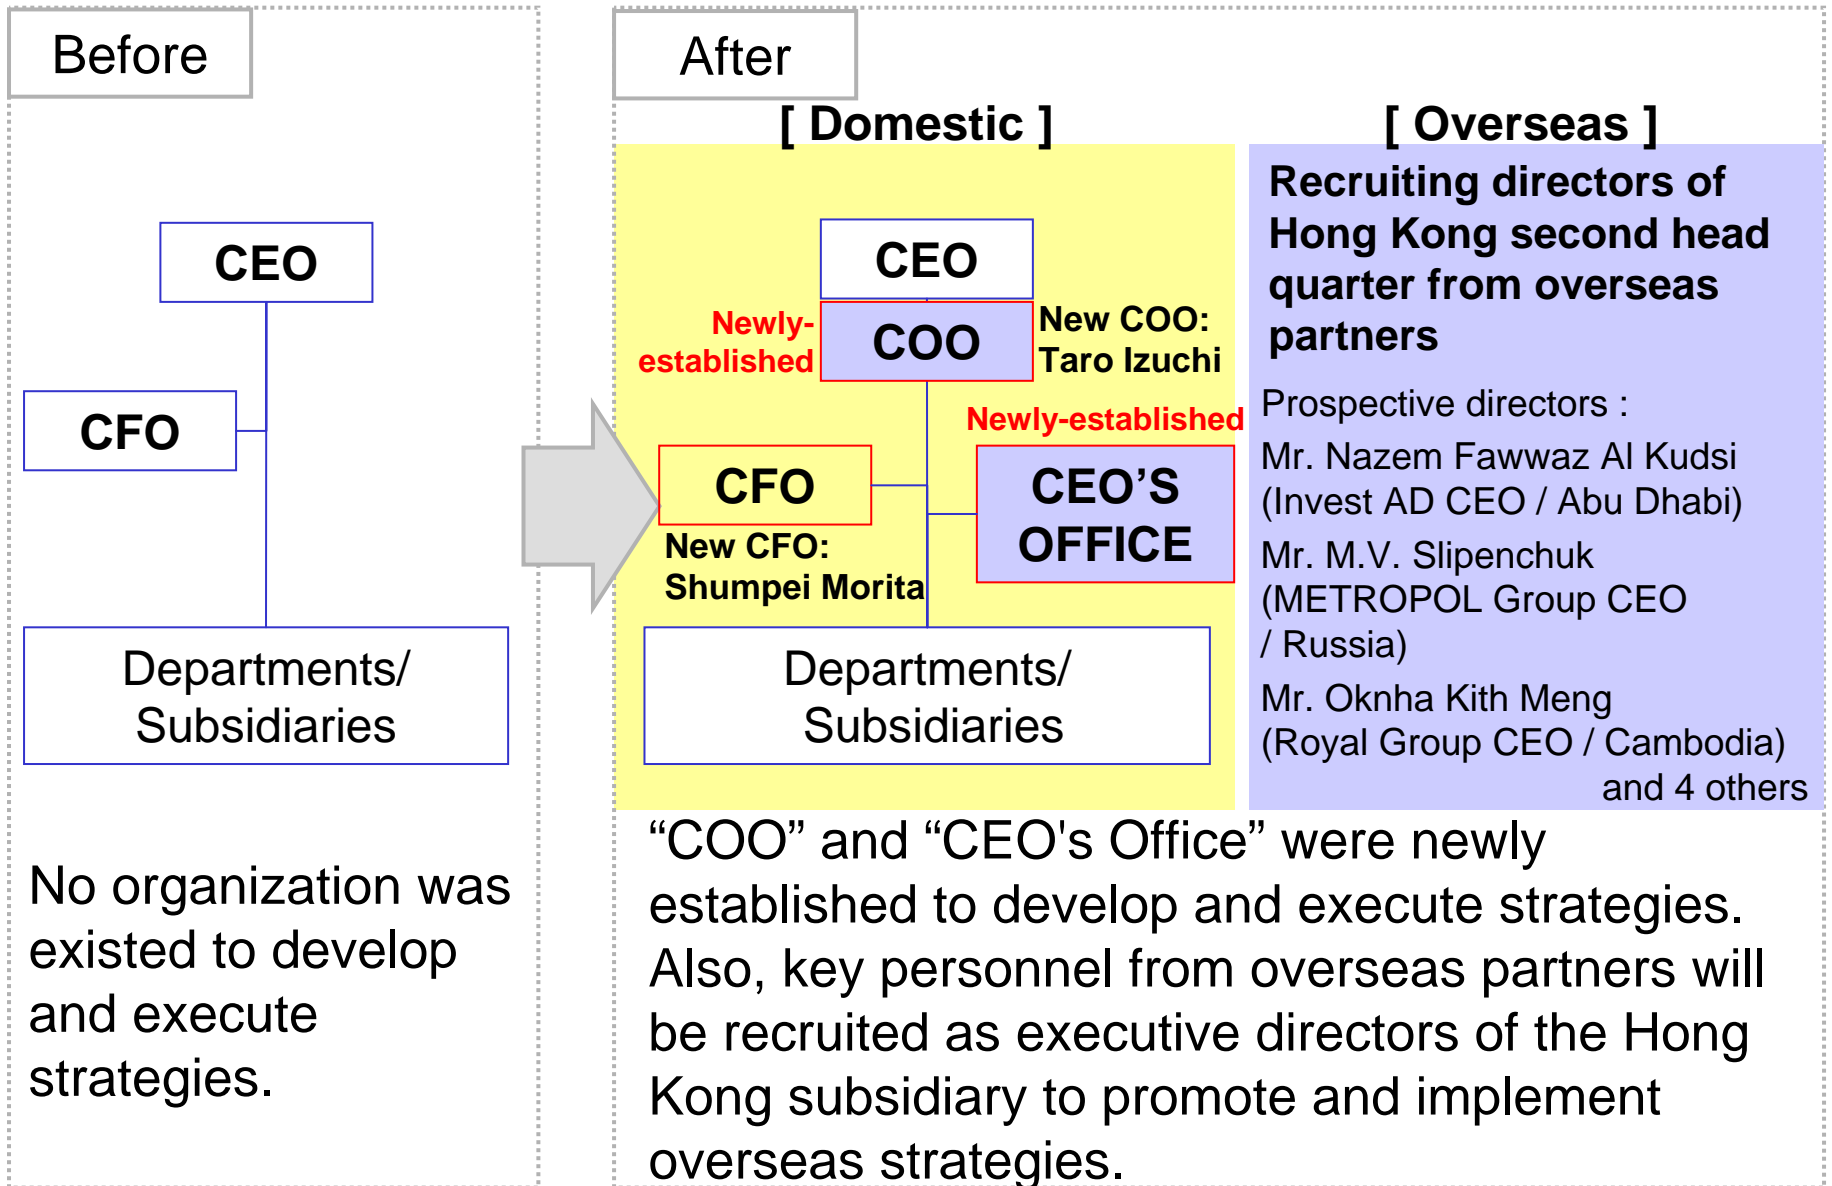 Before
CEO
CFO
Departments/
Subsidiaries
No organization was
existed to develop
and execute
strategies.
After
[ Domestic ]
CEO
Newly-
established
COO
New COO:
Taro Izuchi
Newly-established
CFO
New CFO:
Shumpei Morita
CEO’S
OFFICE
Departments/
Subsidiaries
[ Overseas ]
Recruiting directors of
Hong Kong second head
quarter from overseas
partners
Prospective directors :
Mr. Nazem Fawwaz Al Kudsi
(Invest AD CEO / Abu Dhabi)
Mr. M.V. Slipenchuk
(METROPOL Group CEO
/ Russia)
Mr. Oknha Kith Meng
(Royal Group CEO / Cambodia)
and 4 others
“COO” and “CEO's Office” were newly
established to develop and execute strategies.
Also, key personnel from overseas partners will
be recruited as executive directors of the Hong
Kong subsidiary to promote and implement
overseas strategies.